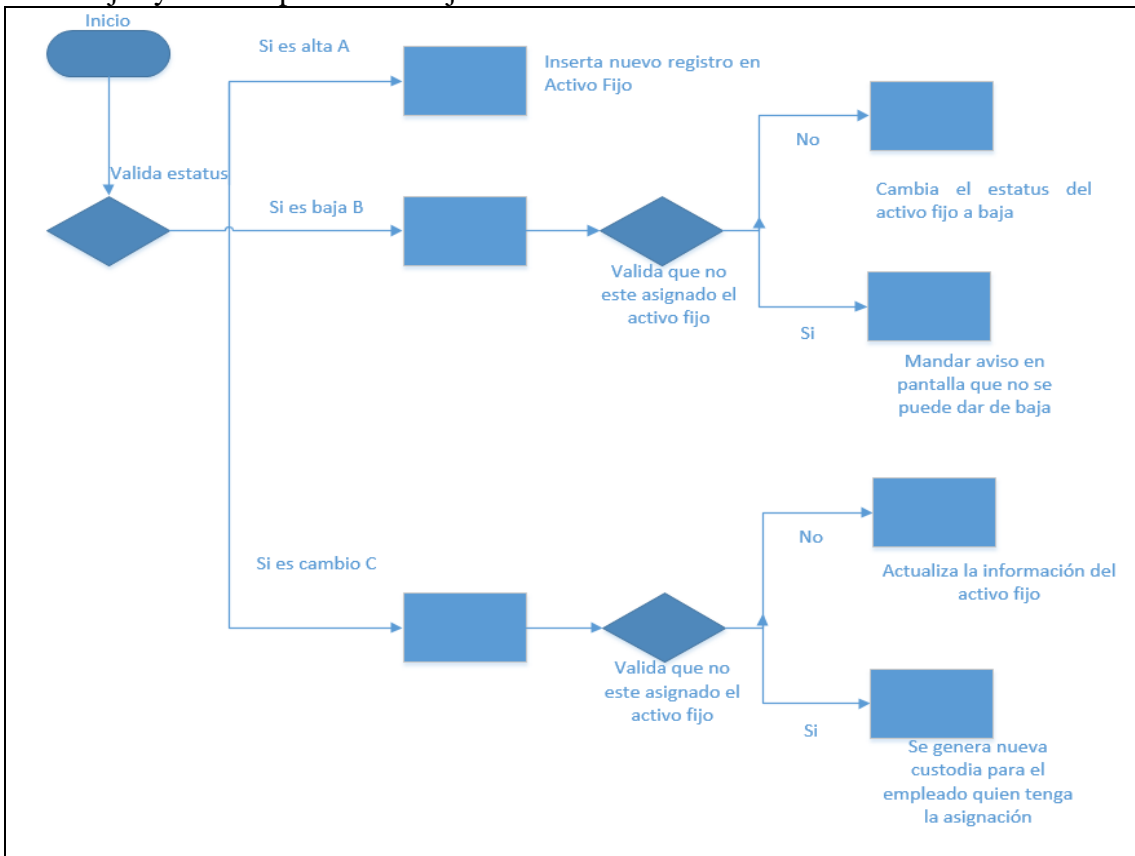 Inicio
Si es alta A
Inserta nuevo registro en
Activo Fijo
No
Valida estatus
Cambia el estatus del
activo fijo a baja
Si es baja B
Valida que no
este asignado el
activo fijo
Si
Mandar aviso en
pantalla que no se
puede dar de baja
No
Si es cambio C
Actualiza la información del
activo fijo
Valida que no
este asignado el
activo fijo
Si
Se genera nueva
custodia para el
empleado quien tenga
la asignación